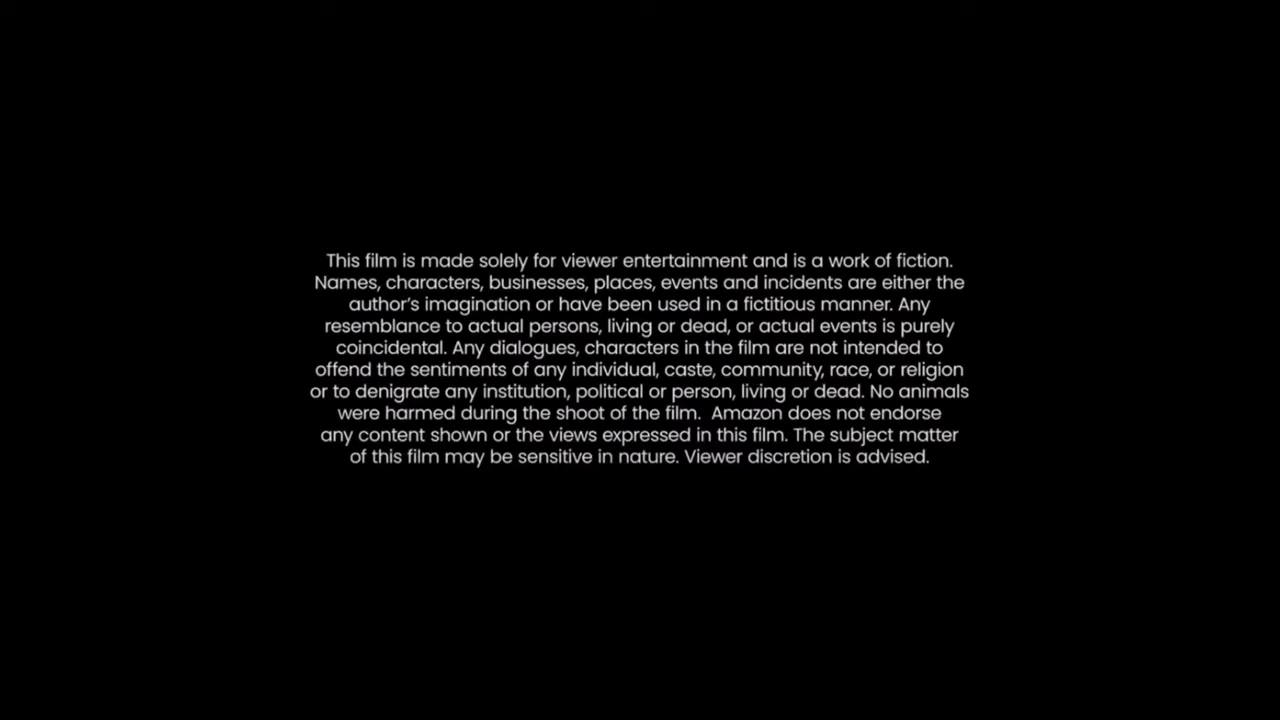 This film is made solely for viewer entertainment and is a work of fiction.
Names, characters, businesses, places, events and incidents are either the
author's imagination or have been used in a fictitious manner. Any
resemblance to actual persons, living or dead, or actual events is purely
coincidental. Any dialogues, characters in the film are not intended to
offend the sentiments of any individual, caste, community, race, or religion
or to denigrate any institution, political or person, living or dead. No animals
were harmed during the shoot of the film.  Amazon does not endorse
any content shown or the views expressed in this film. The subject matter
of this film may be sensitive in nature. Viewer discretion is advised.